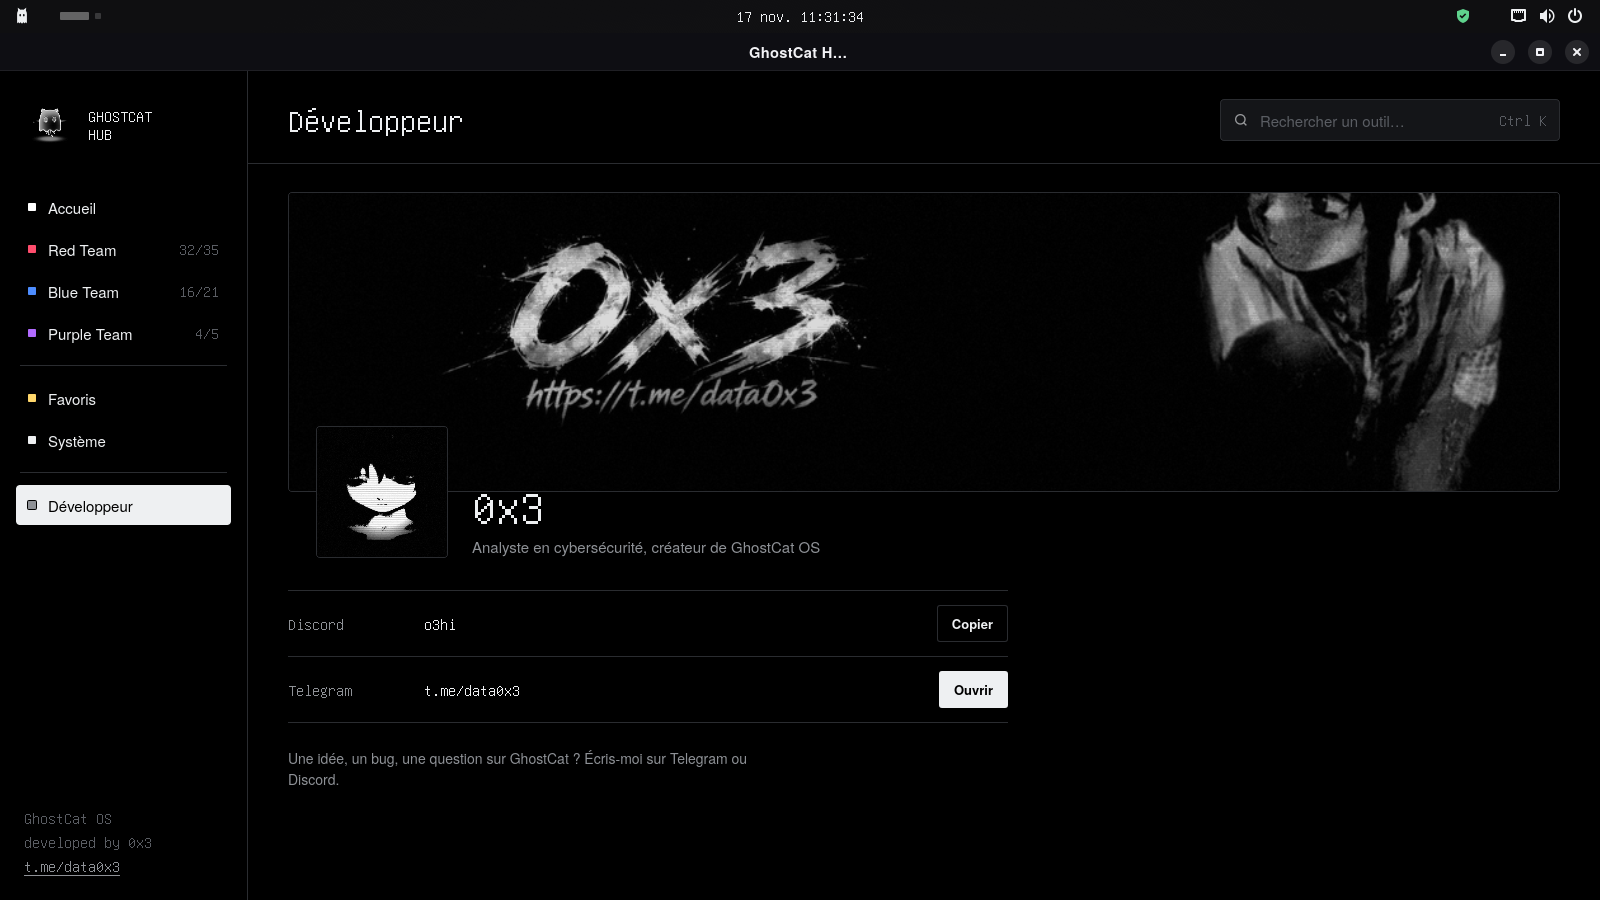 17 nov. 11:31:34
GhostCat H...
GHOSTCAT
HUB
Développeur
Rechercher un outil…
Ctrl K
Accueil
Red Team 32/35
Blue Team 16/21
Purple Team 4/5
Favoris
Système
Développeur
0x3
https://t.me/data0x3
0x3
Analyste en cybersécurité, créateur de GhostCat OS
Discord o3hi Copier
Telegram t.me/data0x3 Ouvrir
Une idée, un bug, une question sur GhostCat ? Écris-moi sur Telegram ou
Discord.
GhostCat OS
developed by 0x3
t.me/data0x3